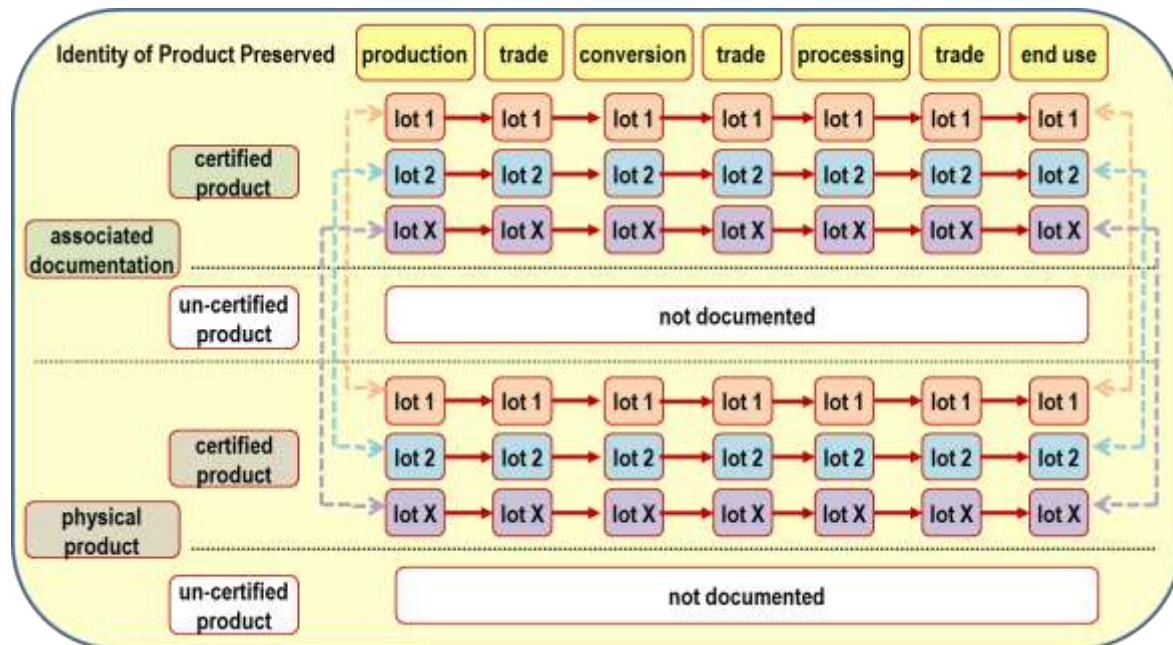 Identity of Product Preserved production trade conversion trade processing trade end use
lot 1 lot 1 lot 1 lot 1 lot 1 lot 1 lot 1
certified
product
lot 2 lot 2 lot 2 lot 2 lot 2 lot 2 lot 2
lot X lot X lot X lot X lot X lot X lot X
associated
documentation
un-certified
product
not documented
lot 1 lot 1 lot 1 lot 1 lot 1 lot 1 lot 1
certified
product
lot 2 lot 2 lot 2 lot 2 lot 2 lot 2 lot 2
lot X lot X lot X lot X lot X lot X lot X
physical
product
un-certified
product
not documented